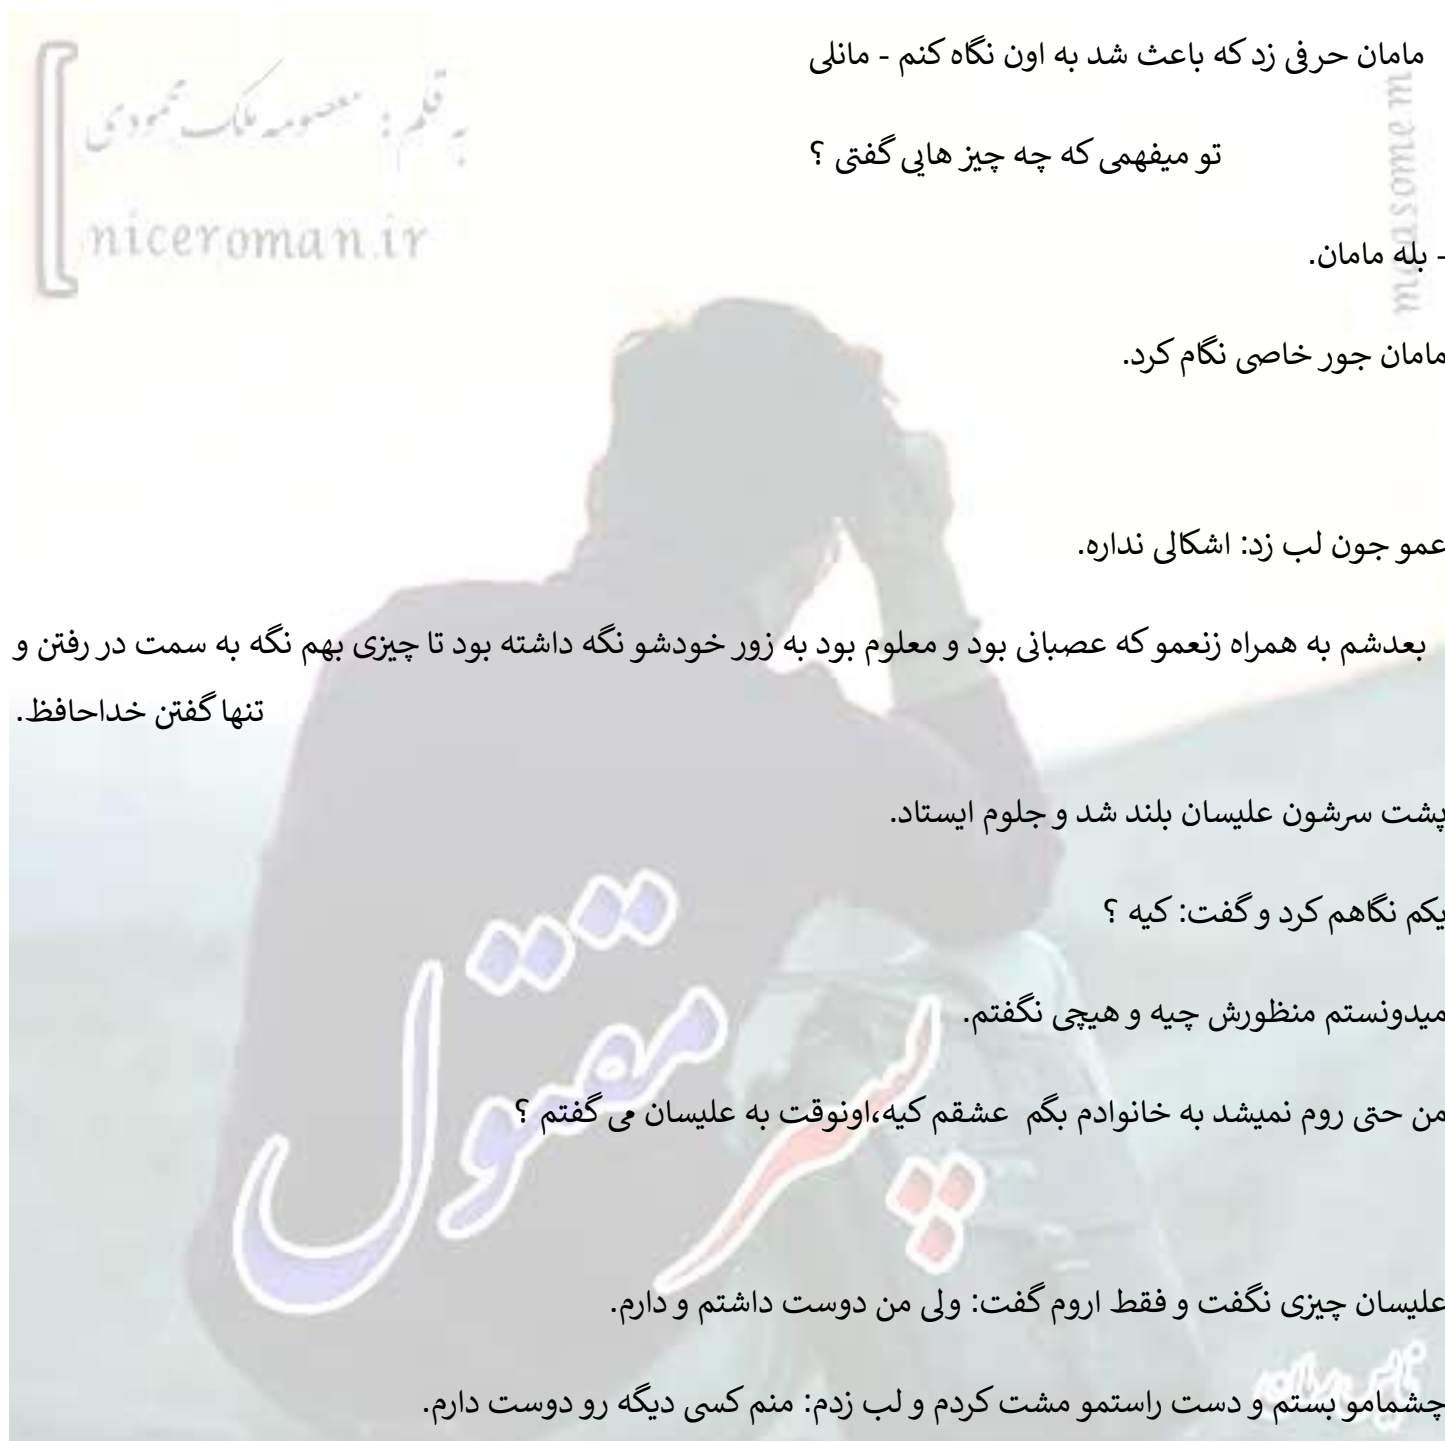 مامان حرفی زد که باعث شد به اون نگاه کنم - مانلی
تو میفهمی که چه چیز هایی گفتی ؟
- بله مامان.
مامان جور خاصی نگام کرد.
عمو جون لب زد: اشکالی نداره.
بعدشم به همراه زنعمو که عصبانی بود و معلوم بود به زور خودشو نگه داشته بود تا چیزی بهم نگه به سمت در رفتن و
تنها گفتن خداحافظ.
پشت سرشون علیسان بلند شد و جلوم ایستاد.
یکم نگاهم کرد و گفت: کیه ؟
میدونستم منظورش چیه و هیچی نگفتم.
من حتی روم نمیشد به خانوادم بگم عشقم کیه،اونوقت به علیسان می گفتم ؟
علیسان چیزی نگفت و فقط اروم گفت: ولی من دوست داشتم و دارم.
چشمامو بستم و دست راستمو مشت کردم و لب زدم: منم کسی دیگه رو دوست دارم.
به قلم : معصومه ملک محمودی
niceroman.ir
maasome m
پسر مقتول